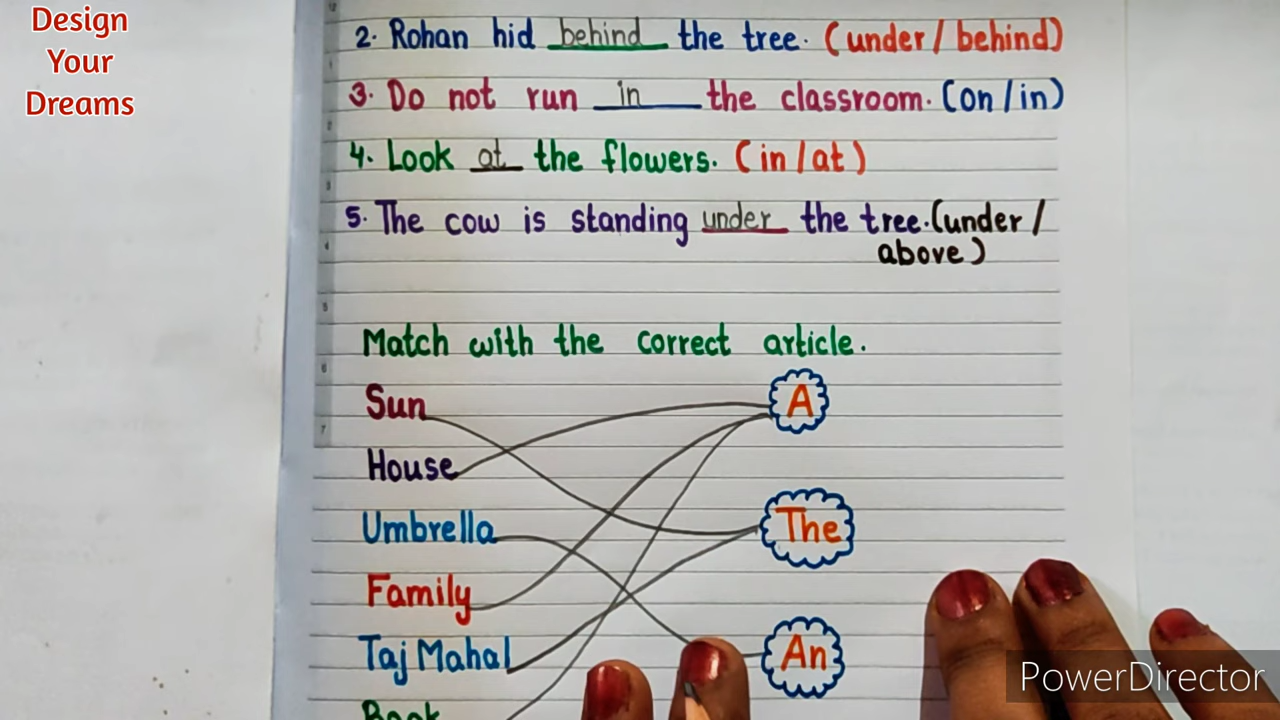 Design
Your
Dreams
2. Rohan hid behind the tree. (under / behind)
3. Do not run in the classroom. (on / in)
4. Look at the flowers. (in / at)
5. The cow is standing under the tree. (under /
above)
Match with the correct article.
Sun
A
House
Umbrella
The
Family
Taj Mahal
An
Book
PowerDirector